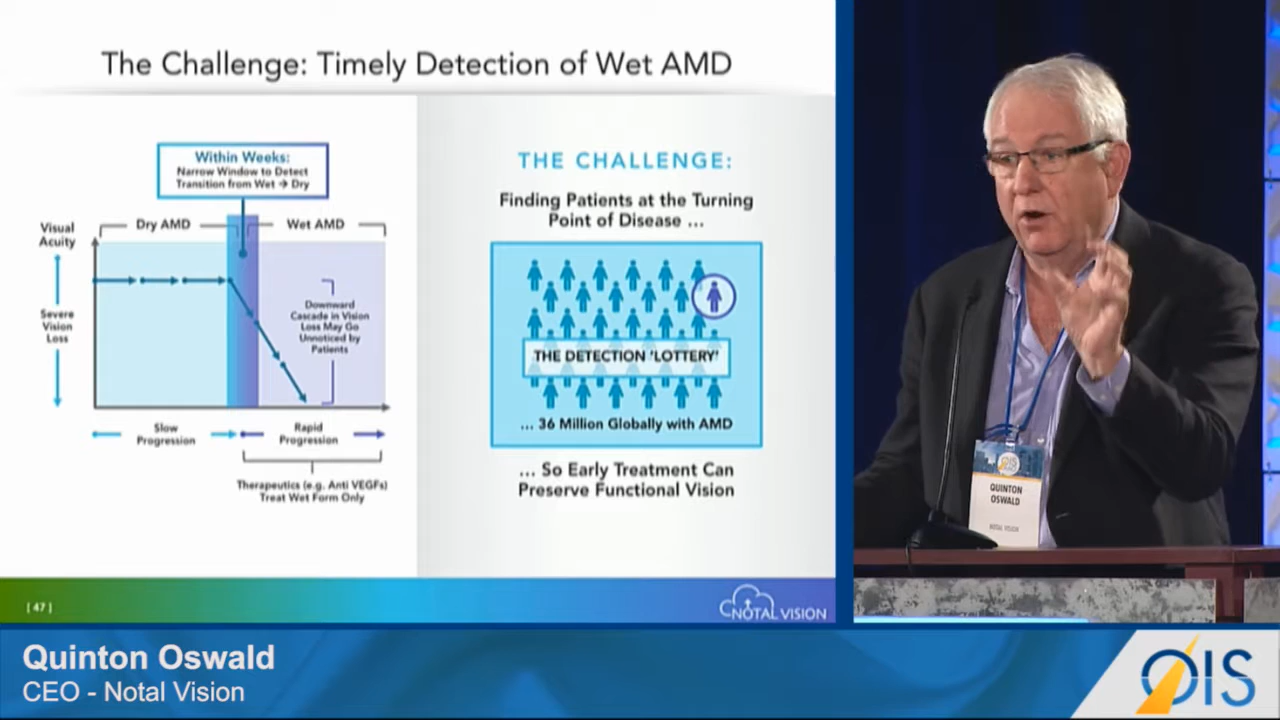 The Challenge: Timely Detection of Wet AMD
Within Weeks:
Narrow Window to Detect
Transition from Wet → Dry
Visual
Acuity
Severe
Vision
Loss
Dry AMD
Wet AMD
Downward
Cascade in Vision
Loss May Go
Unnoticed by
Patients
Slow
Progression
Rapid
Progression
Therapeutics (e.g. Anti VEGFs)
Treat Wet Form Only
THE CHALLENGE:
Finding Patients at the Turning
Point of Disease ...
THE DETECTION 'LOTTERY'
... 36 Million Globally with AMD
... So Early Treatment Can
Preserve Functional Vision
[ 47 ]
NOTAL VISION
OIS
QUINTON
OSWALD
NOTAL VISION
Quinton Oswald
CEO - Notal Vision
OIS